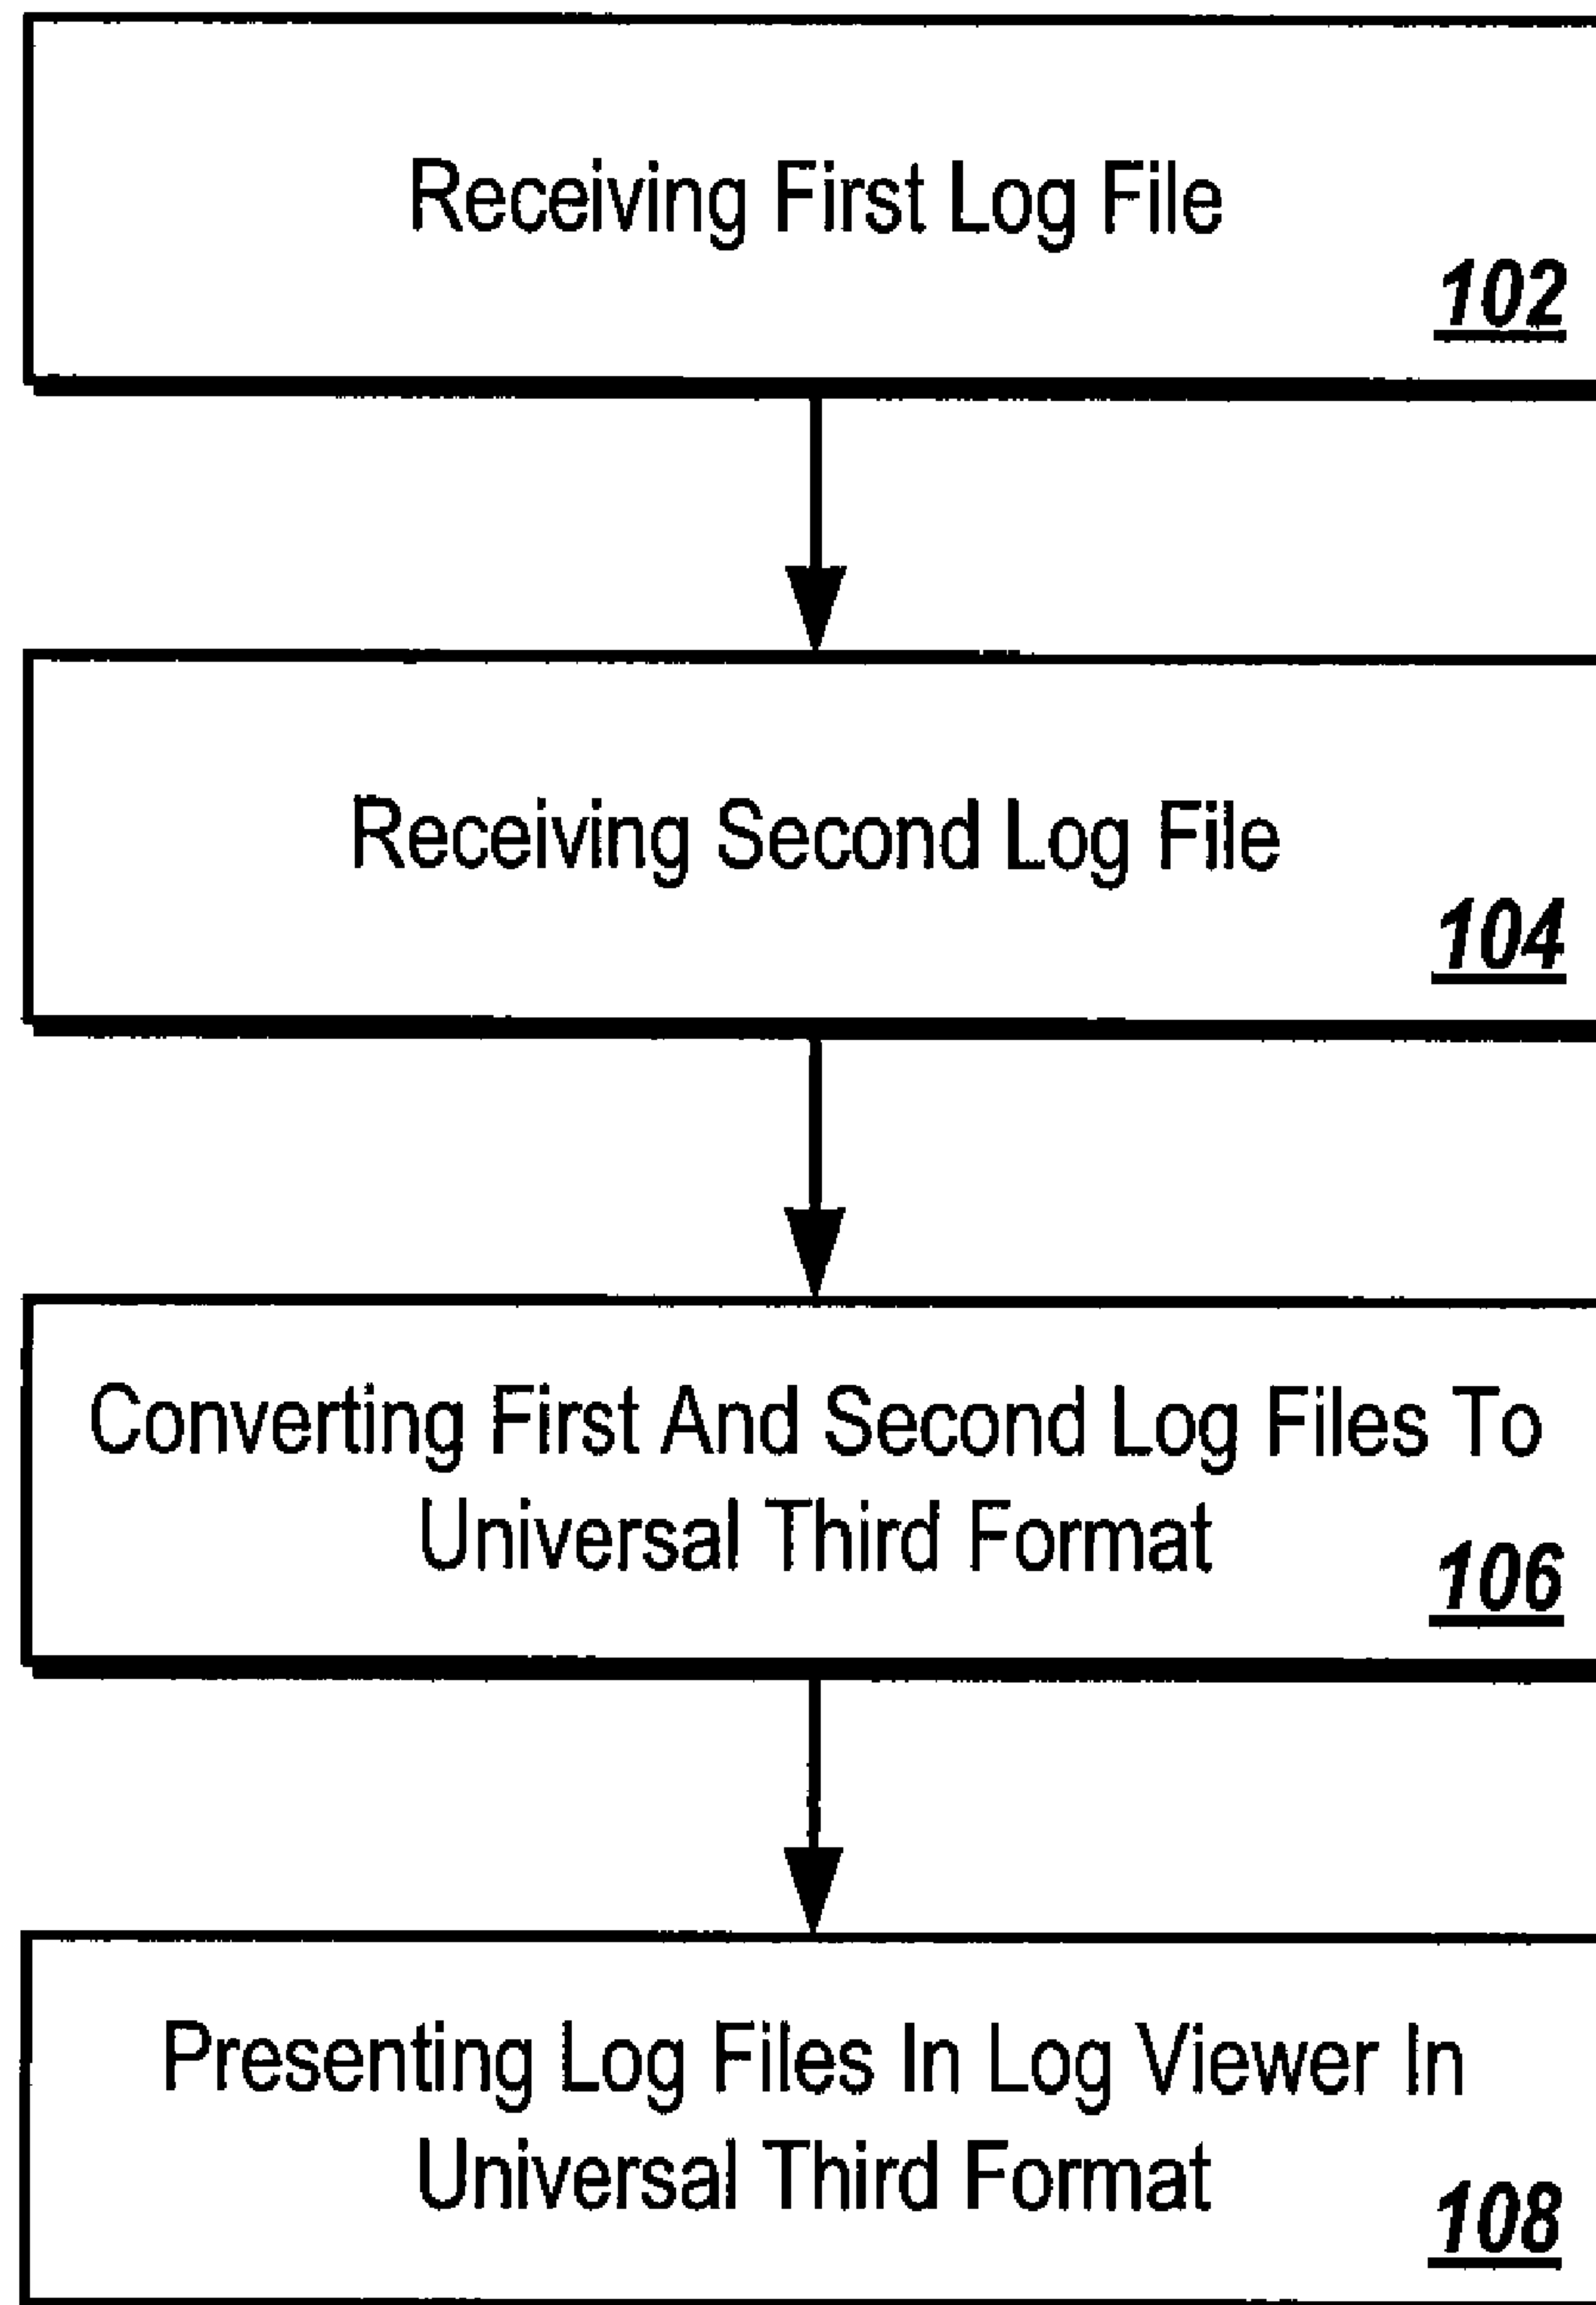 Receiving First Log File
102
Receiving Second Log File
104
Converting First And Second Log Files To
Universal Third Format
106
Presenting Log Files In Log Viewer In
Universal Third Format
108